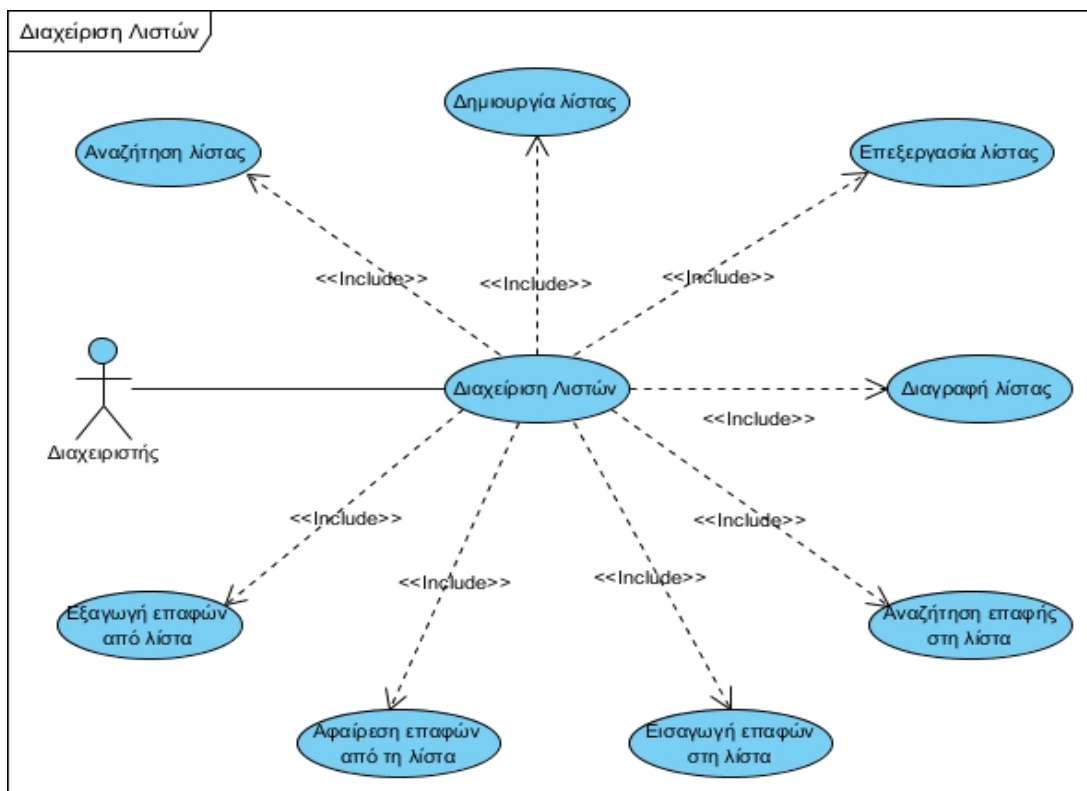 Διαχείριση Λιστών
Δημιουργία λίστας
Αναζήτηση λίστας
Επεξεργασία λίστας
<<Include>>
<<Include>>
<<Include>>
Διαχείριση Λιστών
Διαγραφή λίστας
<<Include>>
Διαχειριστής
<<Include>>
<<Include>>
<<Include>>
<<Include>>
Εξαγωγή επαφών
από λίστα
Αναζήτηση επαφής
στη λίστα
Αφαίρεση επαφών
από τη λίστα
Εισαγωγή επαφών
στη λίστα